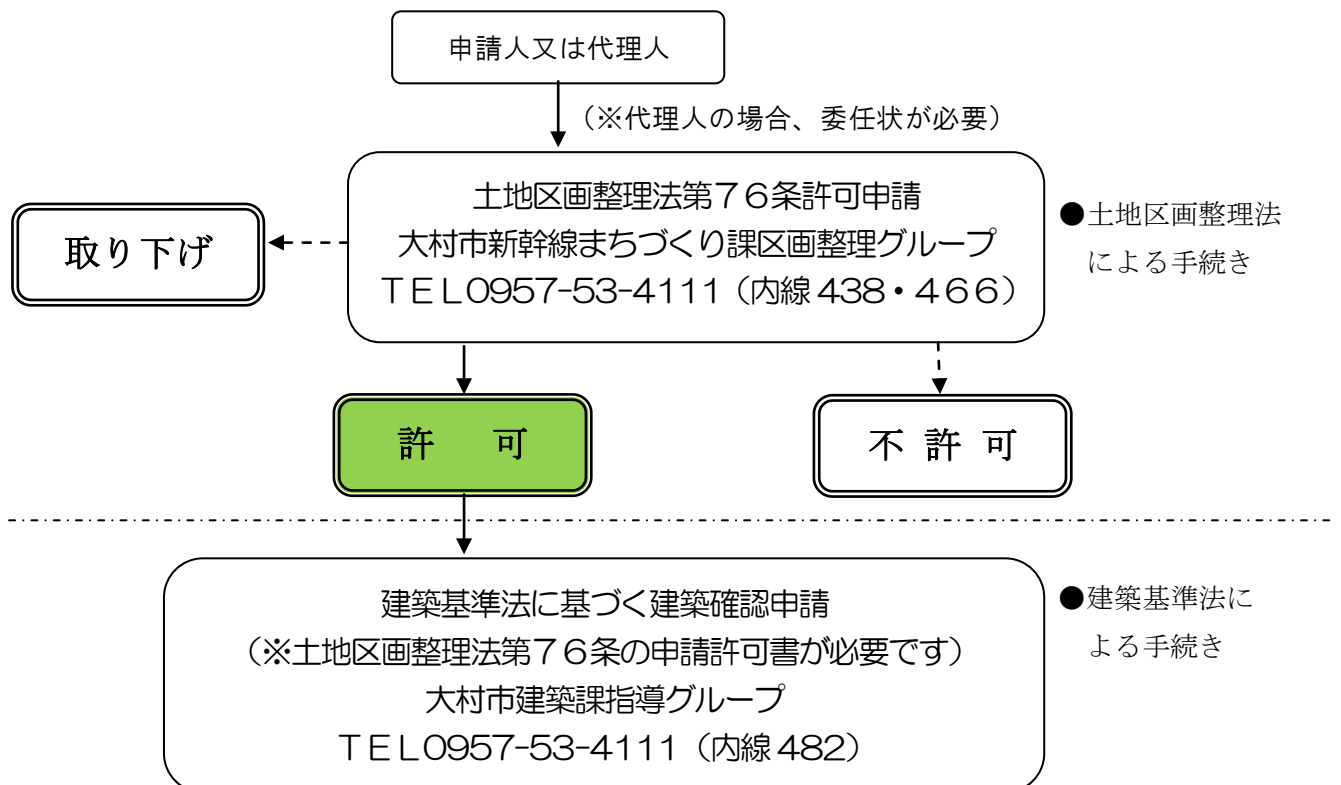 申請人又は代理人
（※代理人の場合、委任状が必要）
土地区画整理法第７６条許可申請
大村市新幹線まちづくり課区画整理グループ
ＴＥＬ0957-53-4111（内線438・４６６）
●土地区画整理法
による手続き
取り下げ
許　可
不 許 可
建築基準法に基づく建築確認申請
（※土地区画整理法第７６条の申請許可書が必要です）
大村市建築課指導グループ
ＴＥＬ0957-53-4111（内線482）
●建築基準法に
よる手続き